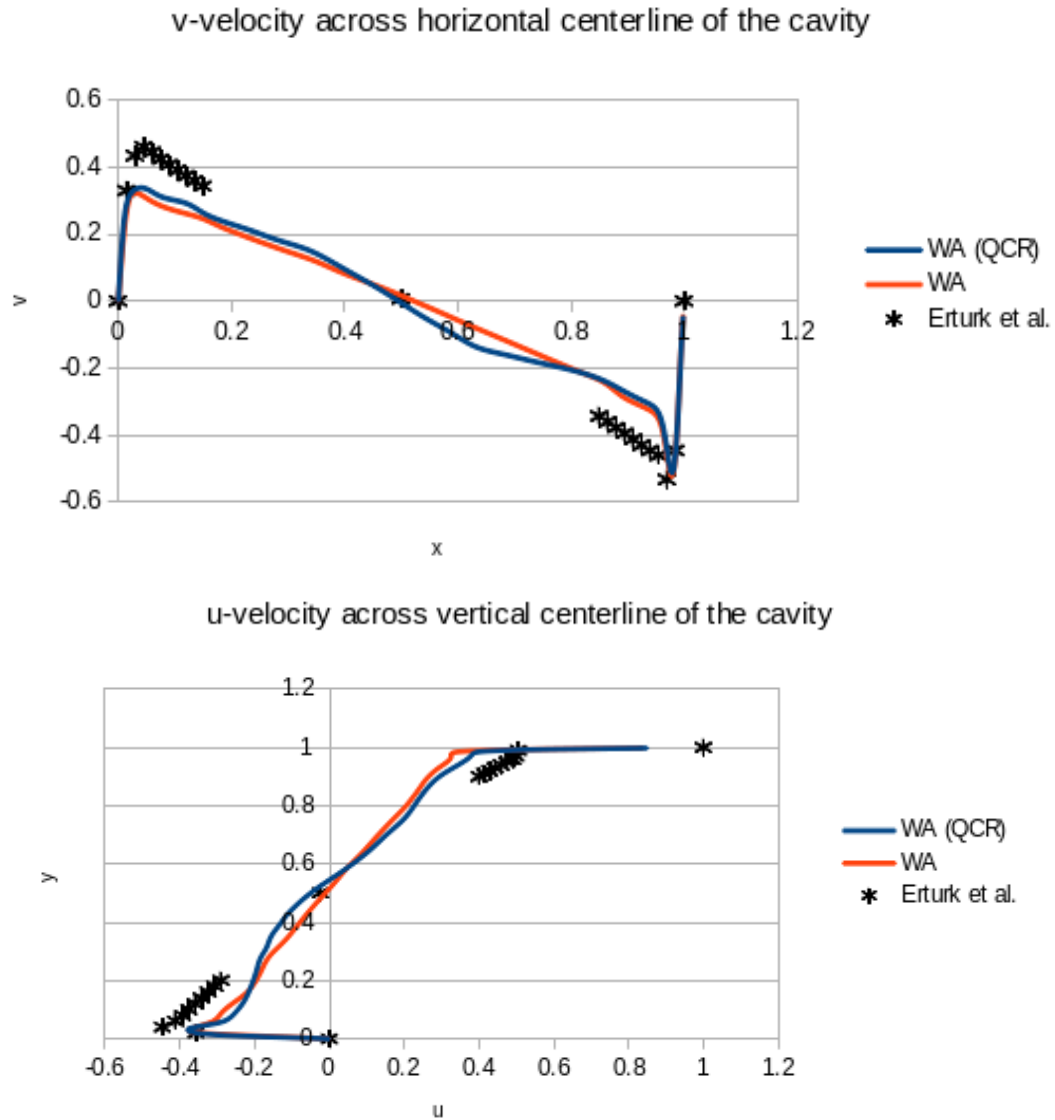 v-velocity across horizontal centerline of the cavity
0.6
0.4
0.2
0
-0.2
-0.4
-0.6
v
0 0.2 0.4 0.6 0.8 1 1.2
x
WA (QCR)
WA
Erturk et al.
u-velocity across vertical centerline of the cavity
1.2
1
0.8
0.6
0.4
0.2
0
y
-0.6 -0.4 -0.2 0 0.2 0.4 0.6 0.8 1 1.2
u
WA (QCR)
WA
Erturk et al.